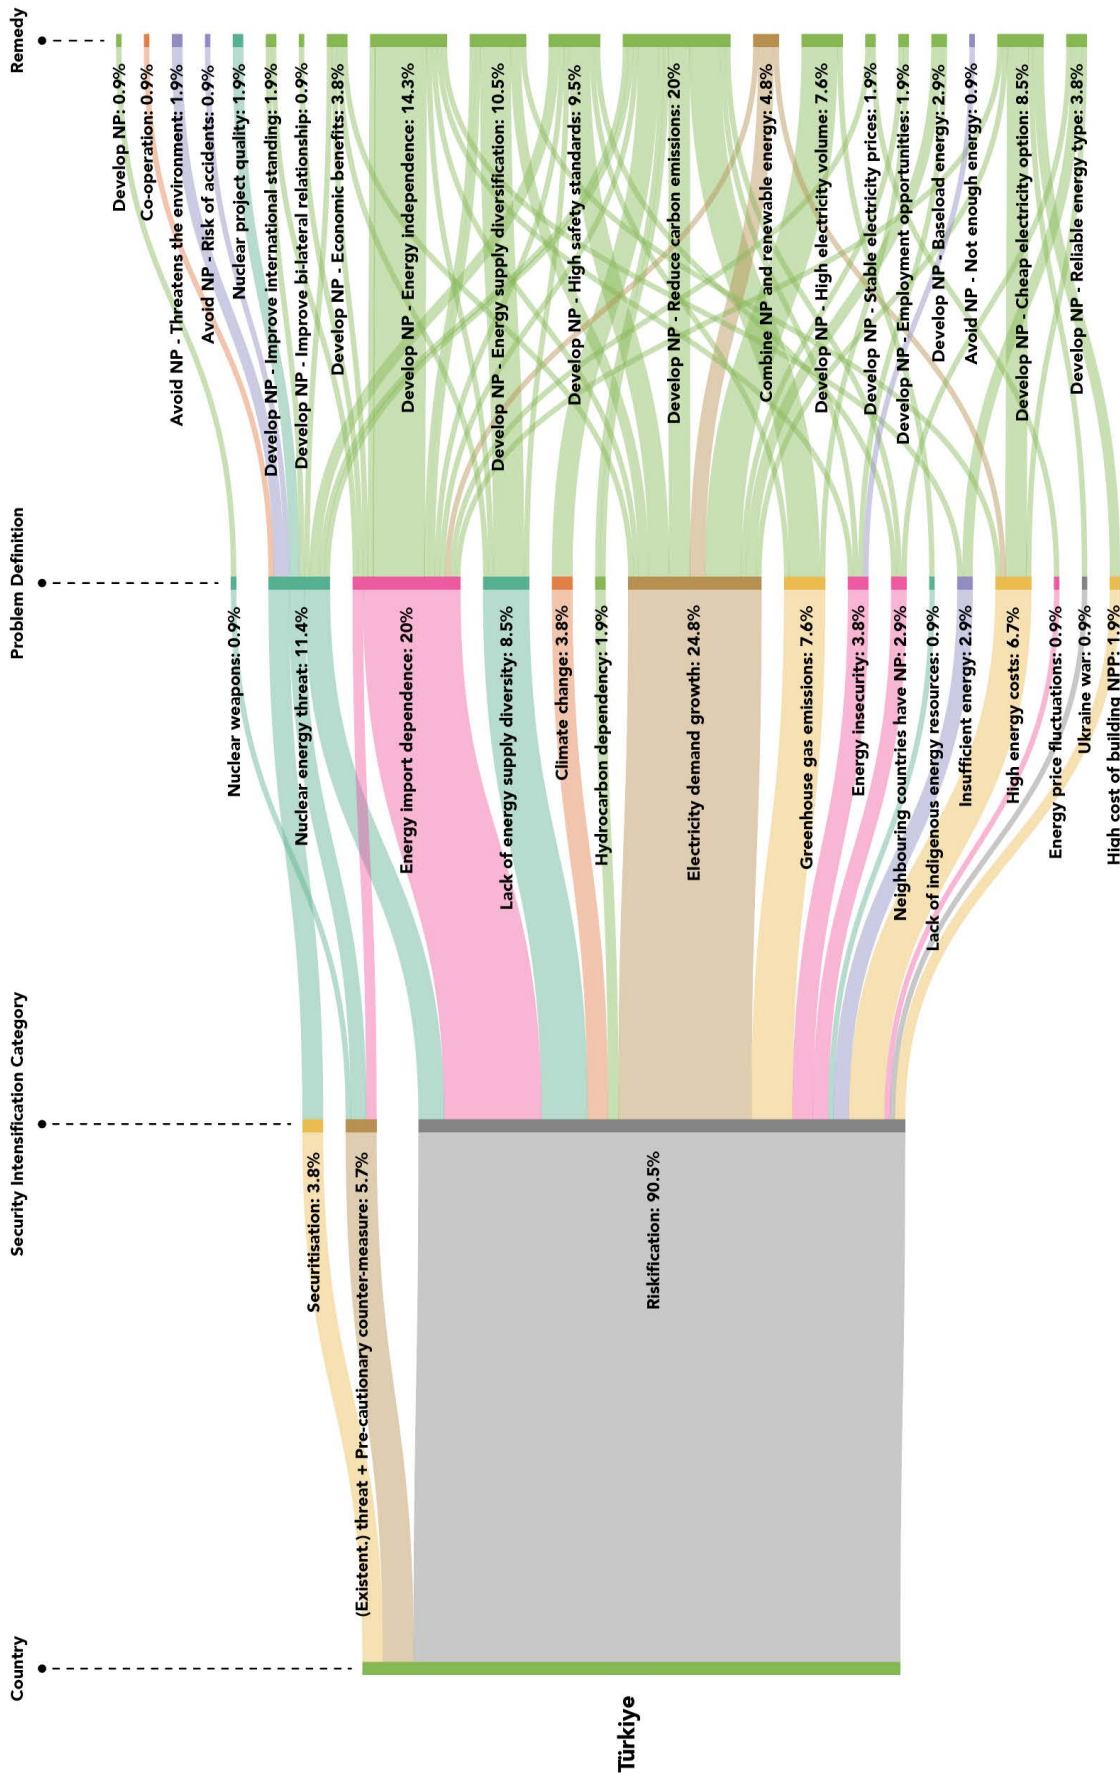 Country
Security Intensification Category
Problem Definition
Remedy
Türkiye
Securitisation: 3.8%
(Existent.) threat + Pre-cautionary counter-measure: 5.7%
Riskification: 90.5%
Nuclear weapons: 0.9%
Nuclear energy threat: 11.4%
Energy import dependence: 20%
Lack of energy supply diversity: 8.5%
Climate change: 3.8%
Hydrocarbon dependency: 1.9%
Electricity demand growth: 24.8%
Greenhouse gas emissions: 7.6%
Energy insecurity: 3.8%
Neighbouring countries have NP: 2.9%
Lack of indigenous energy resources: 0.9%
Insufficient energy: 2.9%
High energy costs: 6.7%
Energy price fluctuations: 0.9%
Ukraine war: 0.9%
High cost of building NPP: 1.9%
Develop NP: 0.9%
Co-operation: 0.9%
Avoid NP - Threatens the environment: 1.9%
Avoid NP - Risk of accidents: 0.9%
Nuclear project quality: 1.9%
Develop NP - Improve international standing: 1.9%
Develop NP - Improve bi-lateral relationship: 0.9%
Develop NP - Economic benefits: 3.8%
Develop NP - Energy independence: 14.3%
Develop NP - Energy supply diversification: 10.5%
Develop NP - High safety standards: 9.5%
Develop NP - Reduce carbon emissions: 20%
Combine NP and renewable energy: 4.8%
Develop NP - High electricity volume: 7.6%
Develop NP - Stable electricity prices: 1.9%
Develop NP - Employment opportunities: 1.9%
Develop NP - Baseload energy: 2.9%
Avoid NP - Not enough energy: 0.9%
Develop NP - Cheap electricity option: 8.5%
Develop NP - Reliable energy type: 3.8%